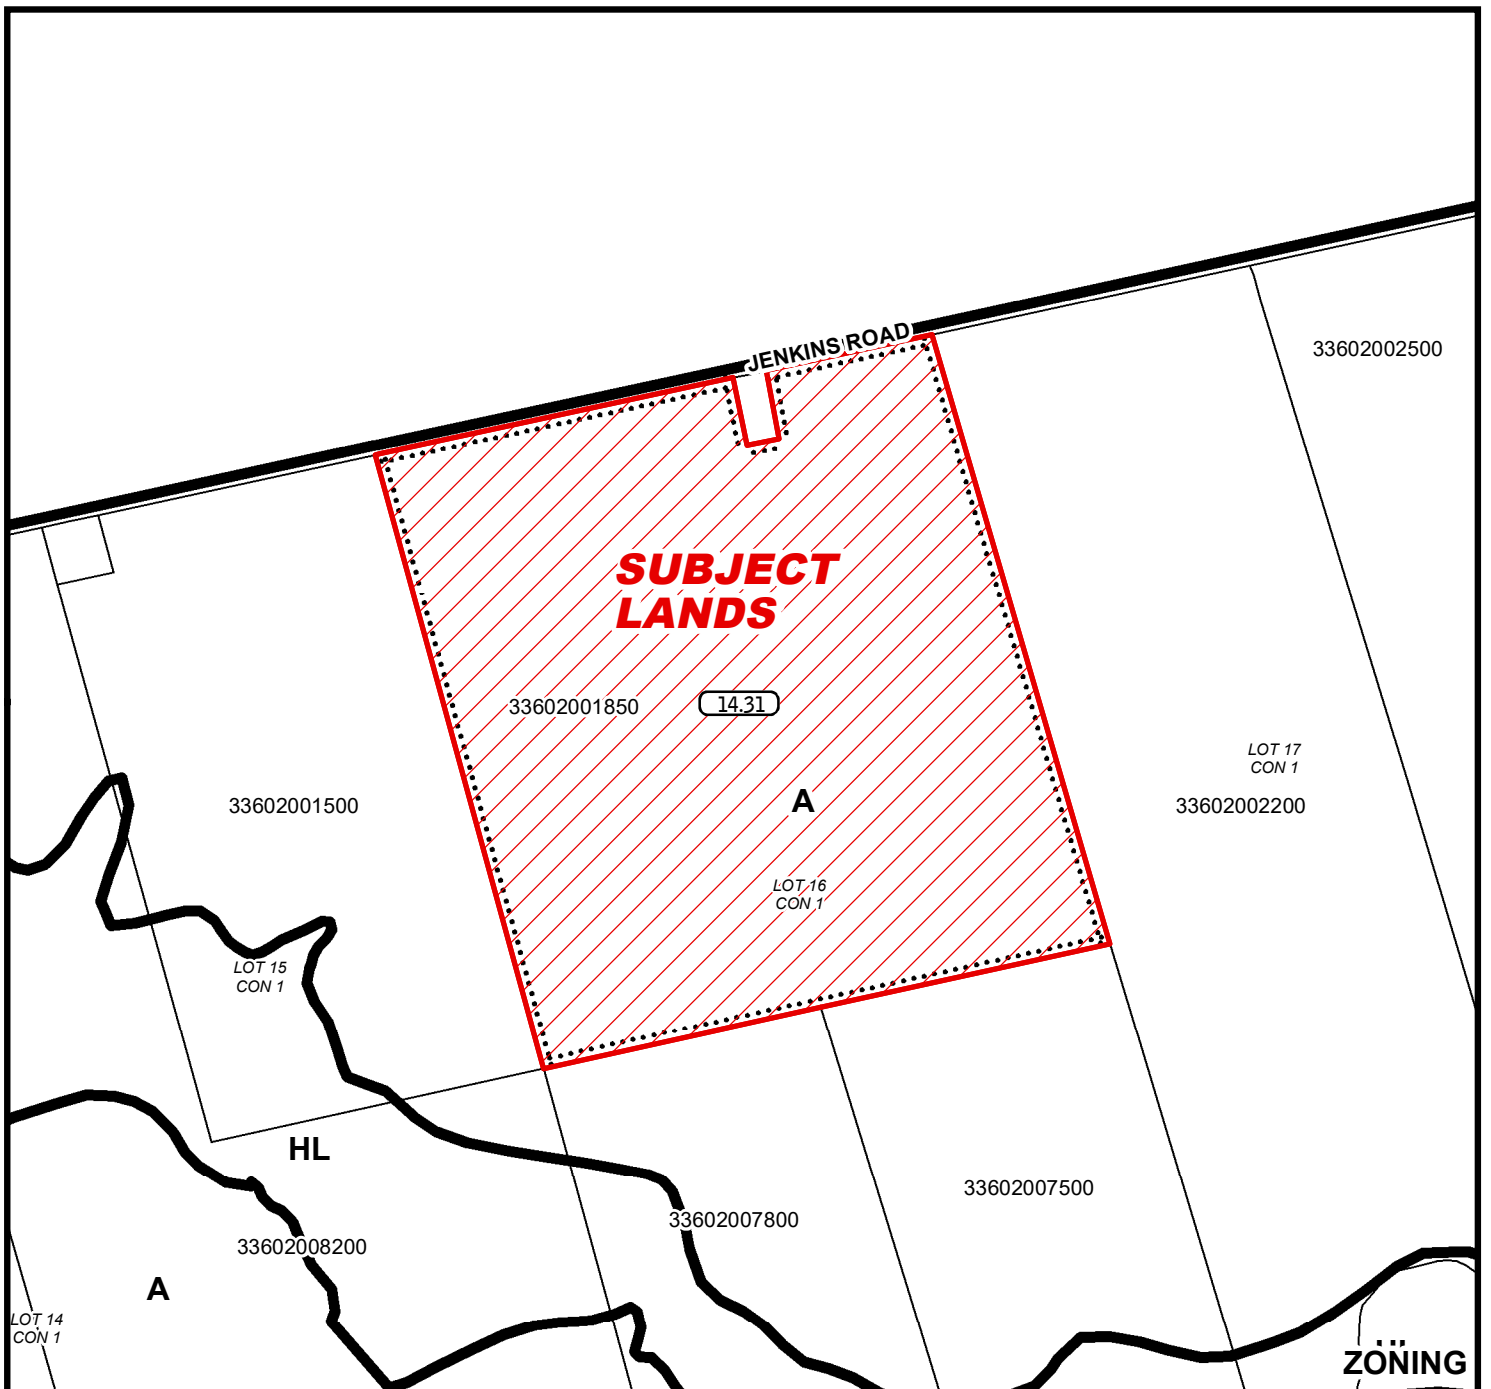 JENKINS ROAD
33602002500
SUBJECT
LANDS
33602001850
14.31
LOT 17
CON 1
33602001500
A
33602002200
LOT 16
CON 1
LOT 15
CON 1
HL
33602007500
33602007800
33602008200
A
LOT 14
CON 1
ZONING